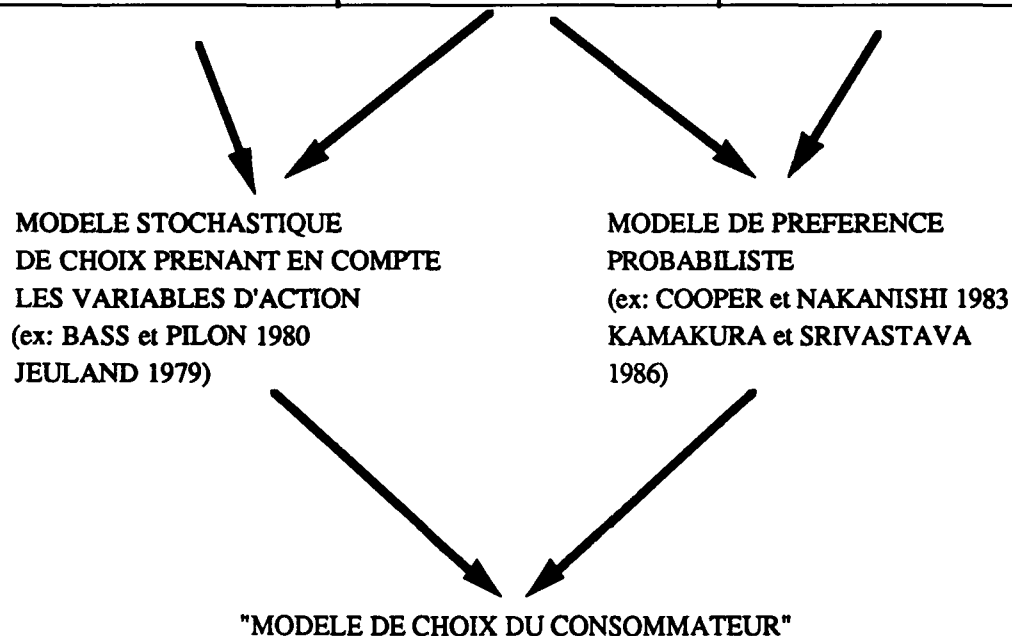 MODELE STOCHASTIQUE
DE CHOIX PRENANT EN COMPTE
LES VARIABLES D'ACTION
(ex: BASS et PILON 1980
JEULAND 1979)
MODELE DE PREFERENCE
PROBABILISTE
(ex: COOPER et NAKANISHI 1983
KAMAKURA et SRIVASTAVA
1986)
"MODELE DE CHOIX DU CONSOMMATEUR"